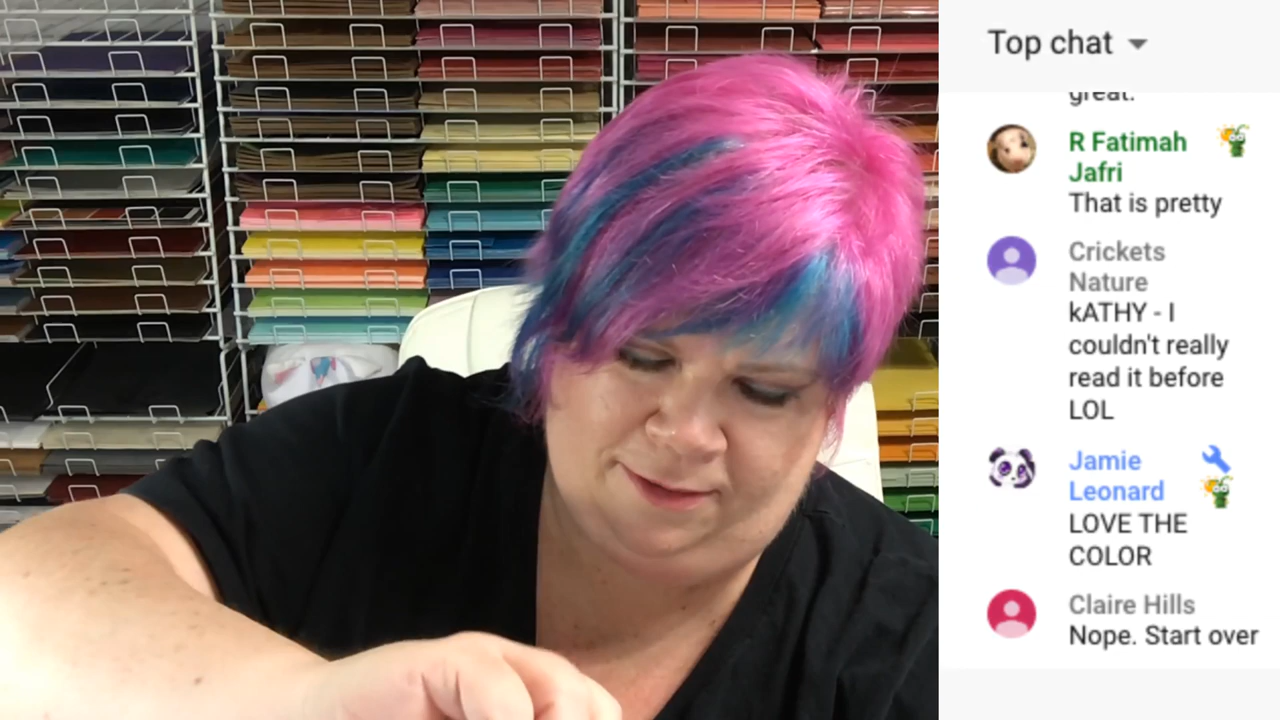 Top chat
great.
R Fatimah
Jafri
That is pretty
Crickets
Nature
kATHY - I
couldn't really
read it before
LOL
Jamie
Leonard
LOVE THE
COLOR
Claire Hills
Nope. Start over